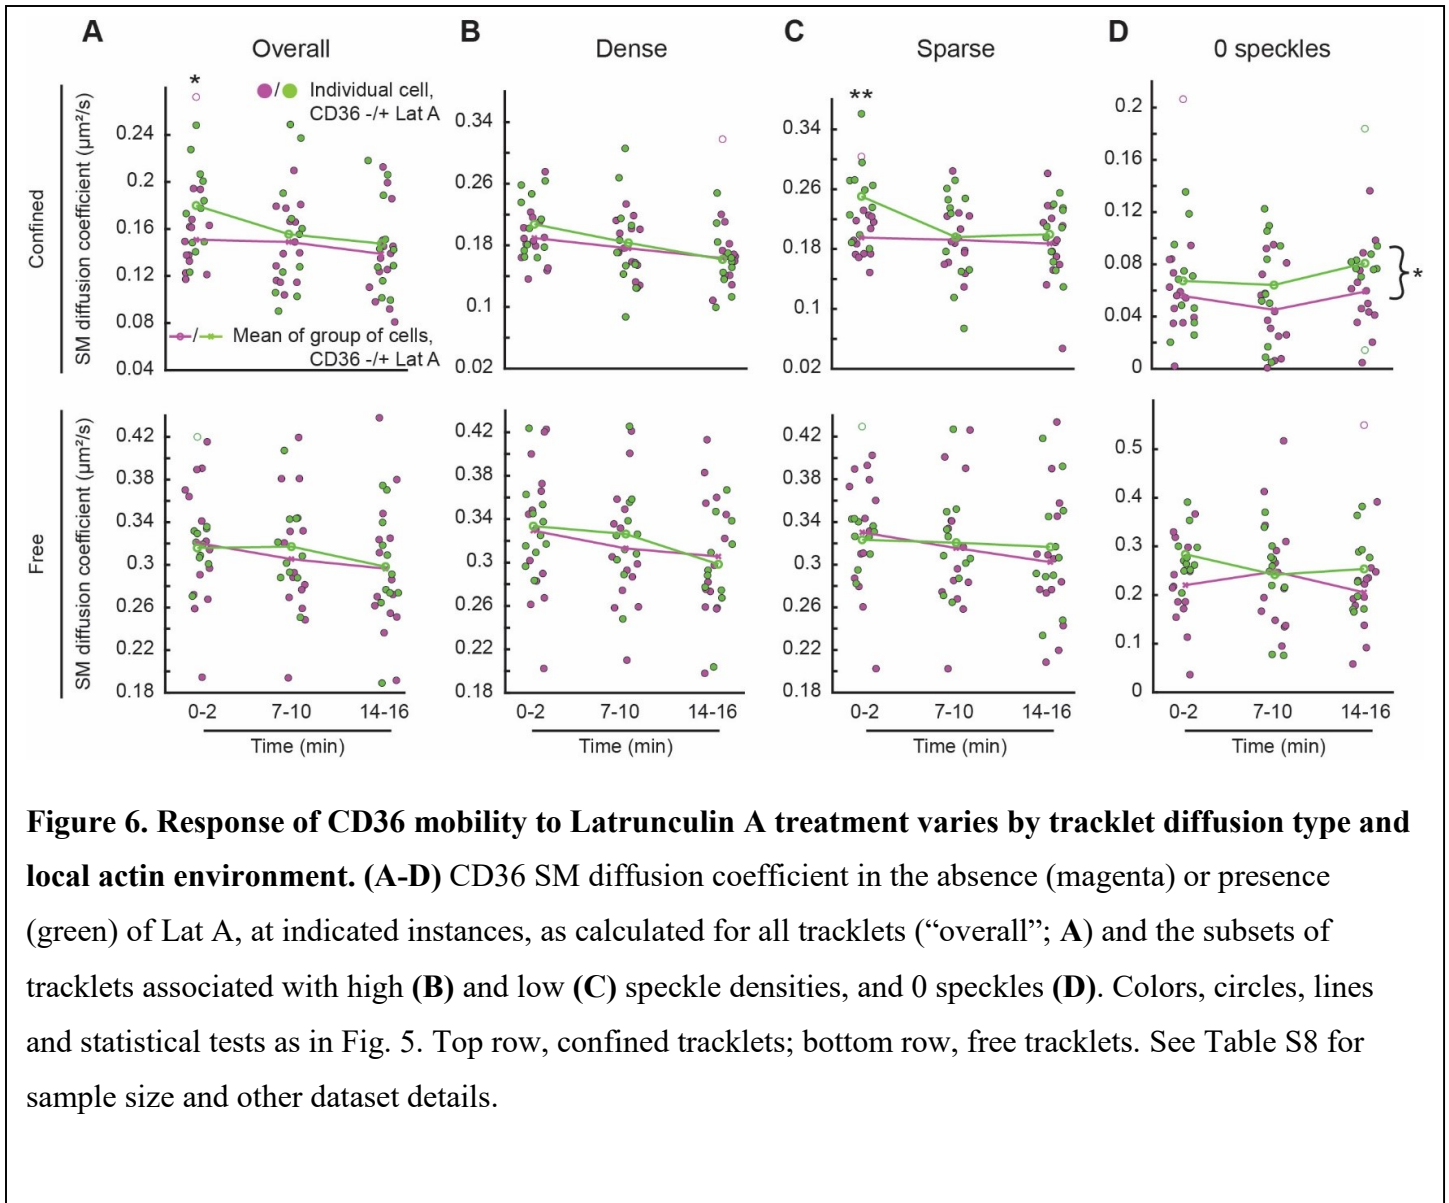 A
Overall
B
Dense
C
Sparse
D
0 speckles
Confined
SM diffusion coefficient (µm²/s)
*
/ Individual cell,
CD36 -/+ Lat A
0.24
0.2
0.16
0.12
0.08
0.04
/ Mean of group of cells,
CD36 -/+ Lat A
0.34
0.26
0.18
0.1
0.02
**
0.34
0.26
0.18
0.1
0.02
0.2
0.16
0.12
0.08
0.04
0
} *
Free
SM diffusion coefficient (µm²/s)
0.42
0.38
0.34
0.3
0.26
0.22
0.18
0-2 7-10 14-16
Time (min)
0.42
0.38
0.34
0.3
0.26
0.22
0.18
0-2 7-10 14-16
Time (min)
0.42
0.38
0.34
0.3
0.26
0.22
0.18
0-2 7-10 14-16
Time (min)
0.5
0.4
0.3
0.2
0.1
0
0-2 7-10 14-16
Time (min)
Figure 6. Response of CD36 mobility to Latrunculin A treatment varies by tracklet diffusion type and
local actin environment. (A-D) CD36 SM diffusion coefficient in the absence (magenta) or presence
(green) of Lat A, at indicated instances, as calculated for all tracklets (“overall”; A) and the subsets of
tracklets associated with high (B) and low (C) speckle densities, and 0 speckles (D). Colors, circles, lines
and statistical tests as in Fig. 5. Top row, confined tracklets; bottom row, free tracklets. See Table S8 for
sample size and other dataset details.